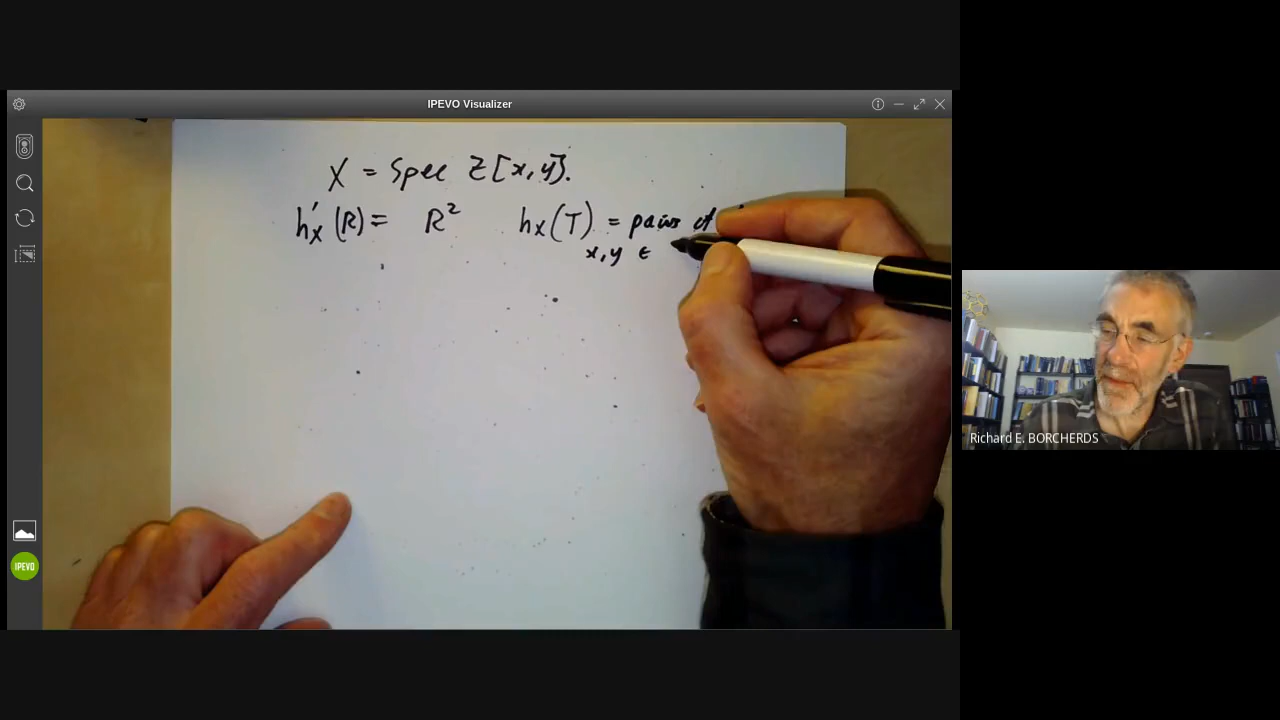 IPEVO Visualizer
X = Spec Z[x,y].
h'x (R) = R² hx(T) = pairs of
x, y ∈
IPEVO
Richard E. BORCHERDS